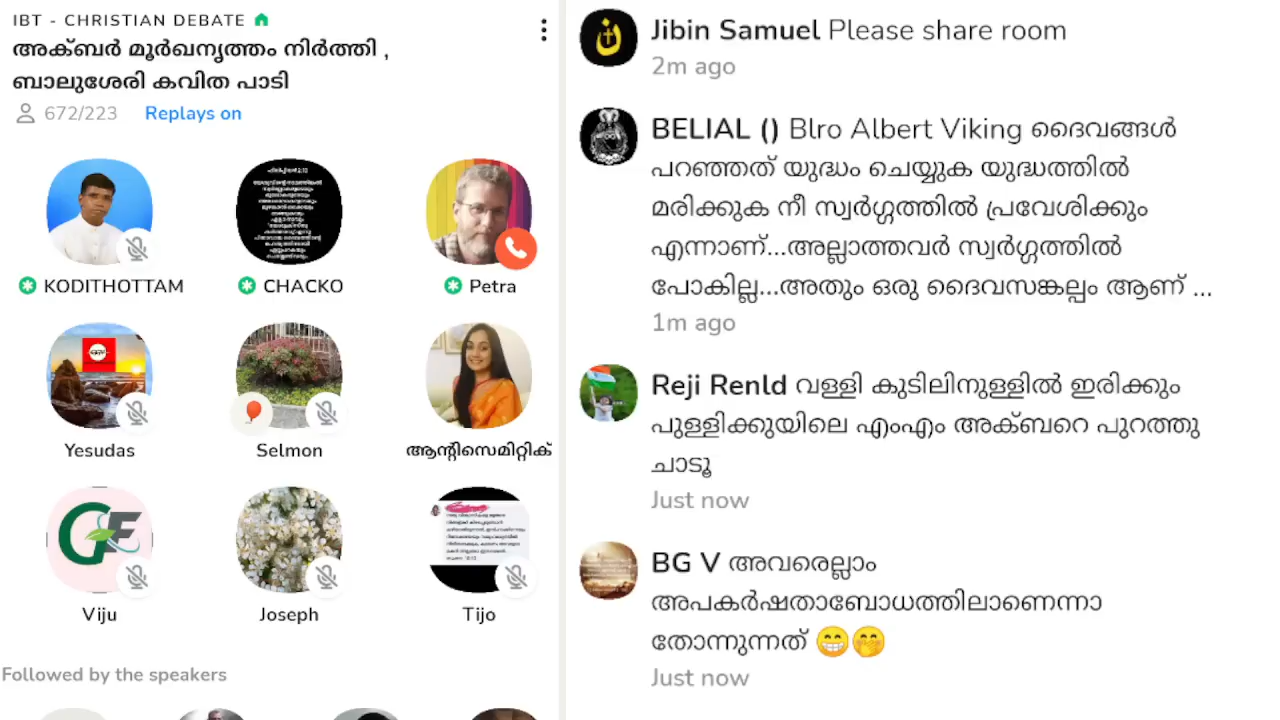 IBT - CHRISTIAN DEBATE
അക്ബർ മൂർഖനൃത്തം നിർത്തി ,
ബാലുശേരി കവിത പാടി
672/223 Replays on
KODITHOTTAM CHACKO Petra
Yesudas Selmon ആന്റിസെമിറ്റിക്
GF
Viju Joseph Tijo
Followed by the speakers
Jibin Samuel Please share room
2m ago
BELIAL () Blro Albert Viking ദൈവങ്ങൾ
പറഞ്ഞത് യുദ്ധം ചെയ്യുക യുദ്ധത്തിൽ
മരിക്കുക നീ സ്വർഗ്ഗത്തിൽ പ്രവേശിക്കും
എന്നാണ്...അല്ലാത്തവർ സ്വർഗ്ഗത്തിൽ
പോകില്ല...അതും ഒരു ദൈവസങ്കല്പം ആണ് ...
1m ago
Reji Renld വള്ളി കുടിലിനുള്ളിൽ ഇരിക്കും
പുള്ളിക്കുയിലെ എംഎം അക്ബറെ പുറത്തു
ചാടൂ
Just now
BG V അവരെല്ലാം
അപകർഷതാബോധത്തിലാണെന്നാ
തോന്നുന്നത് 😁🤭
Just now